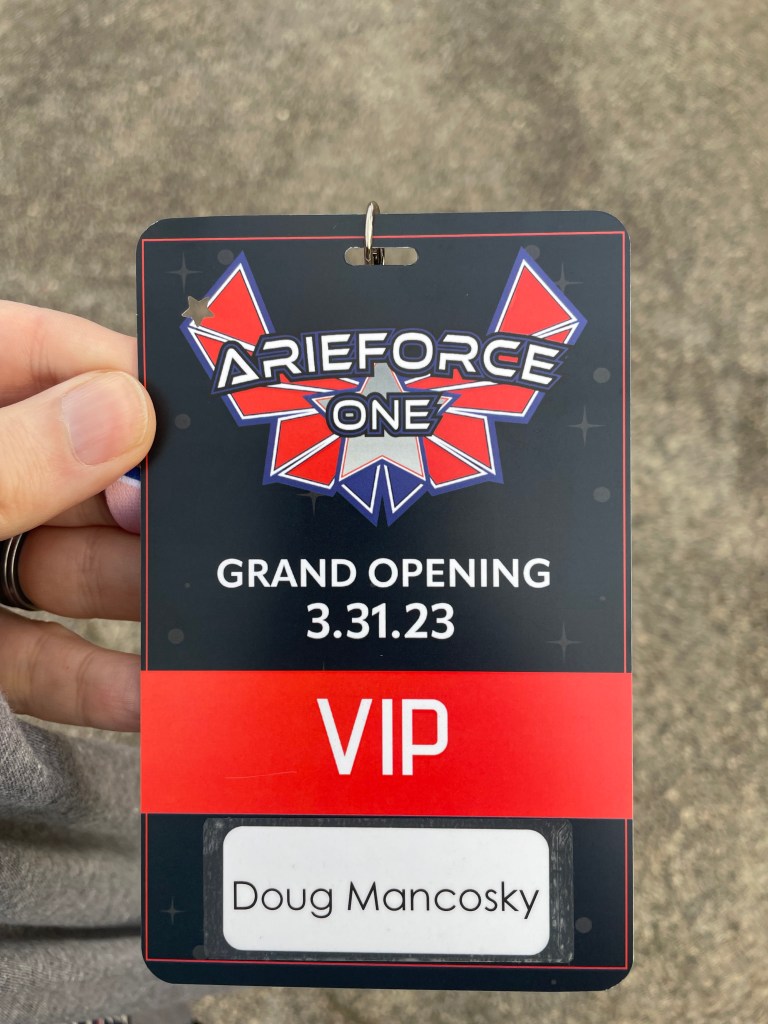 ARIEFORCE
ONE
GRAND OPENING
3.31.23
VIP
Doug Mancosky